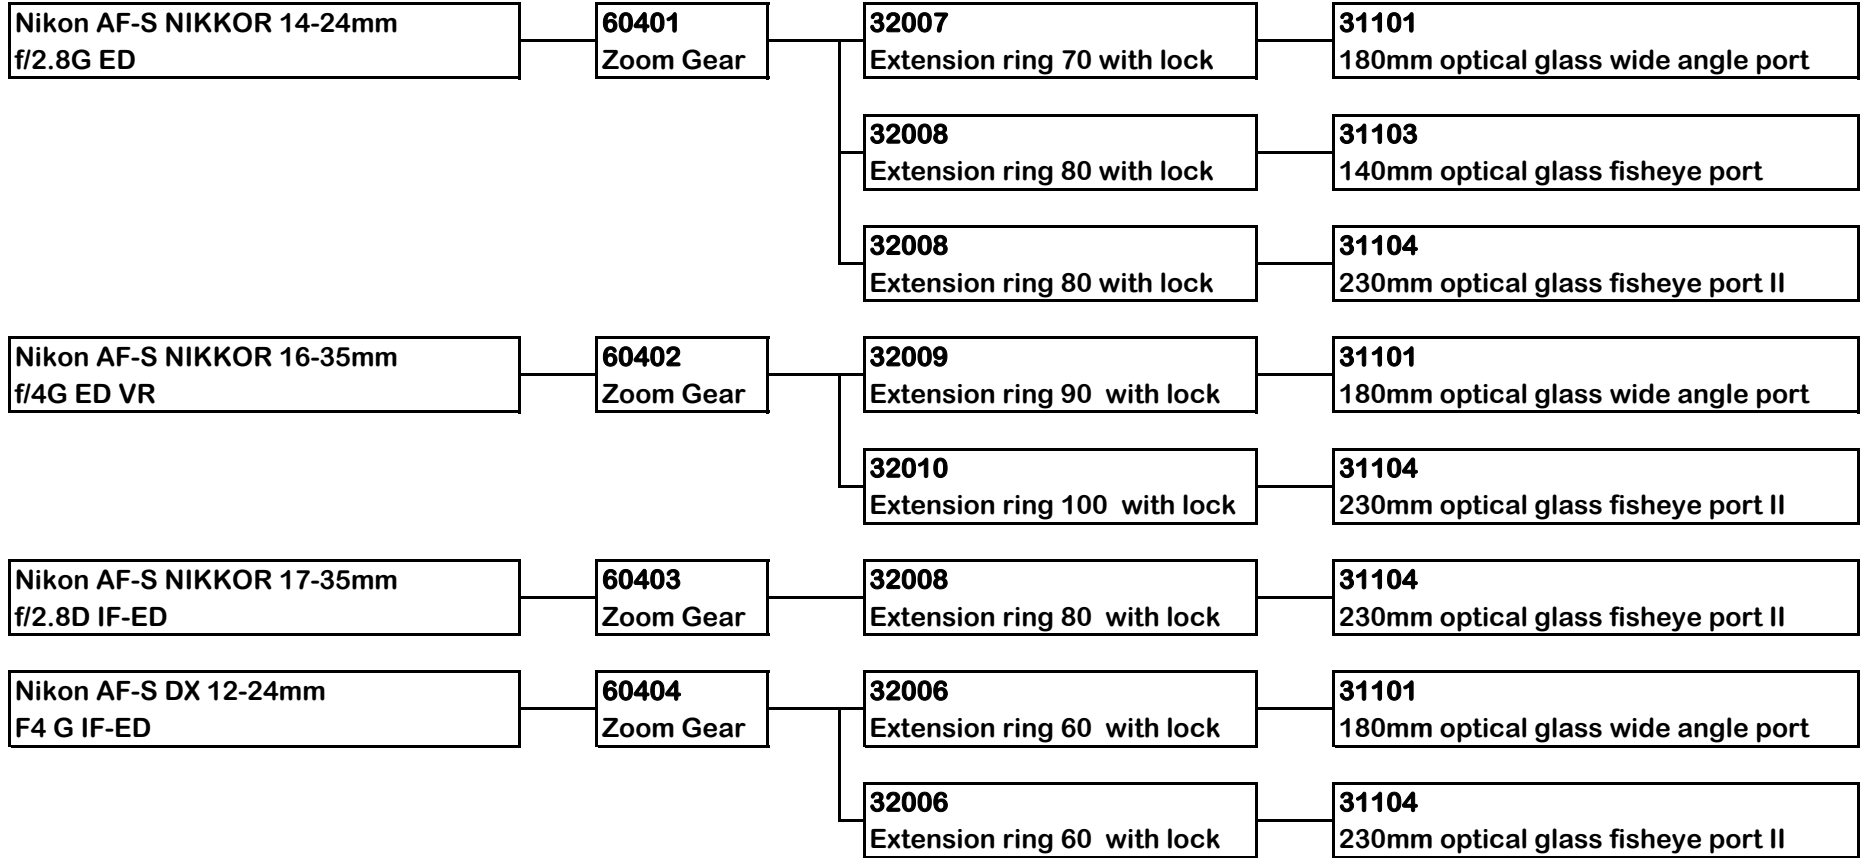 Nikon AF-S NIKKOR 14-24mm
f/2.8G ED
60401
Zoom Gear
32007
Extension ring 70 with lock
31101
180mm optical glass wide angle port
32008
Extension ring 80 with lock
31103
140mm optical glass fisheye port
32008
Extension ring 80 with lock
31104
230mm optical glass fisheye port II
Nikon AF-S NIKKOR 16-35mm
f/4G ED VR
60402
Zoom Gear
32009
Extension ring 90  with lock
31101
180mm optical glass wide angle port
32010
Extension ring 100  with lock
31104
230mm optical glass fisheye port II
Nikon AF-S NIKKOR 17-35mm
f/2.8D IF-ED
60403
Zoom Gear
32008
Extension ring 80  with lock
31104
230mm optical glass fisheye port II
Nikon AF-S DX 12-24mm
F4 G IF-ED
60404
Zoom Gear
32006
Extension ring 60  with lock
31101
180mm optical glass wide angle port
32006
Extension ring 60  with lock
31104
230mm optical glass fisheye port II